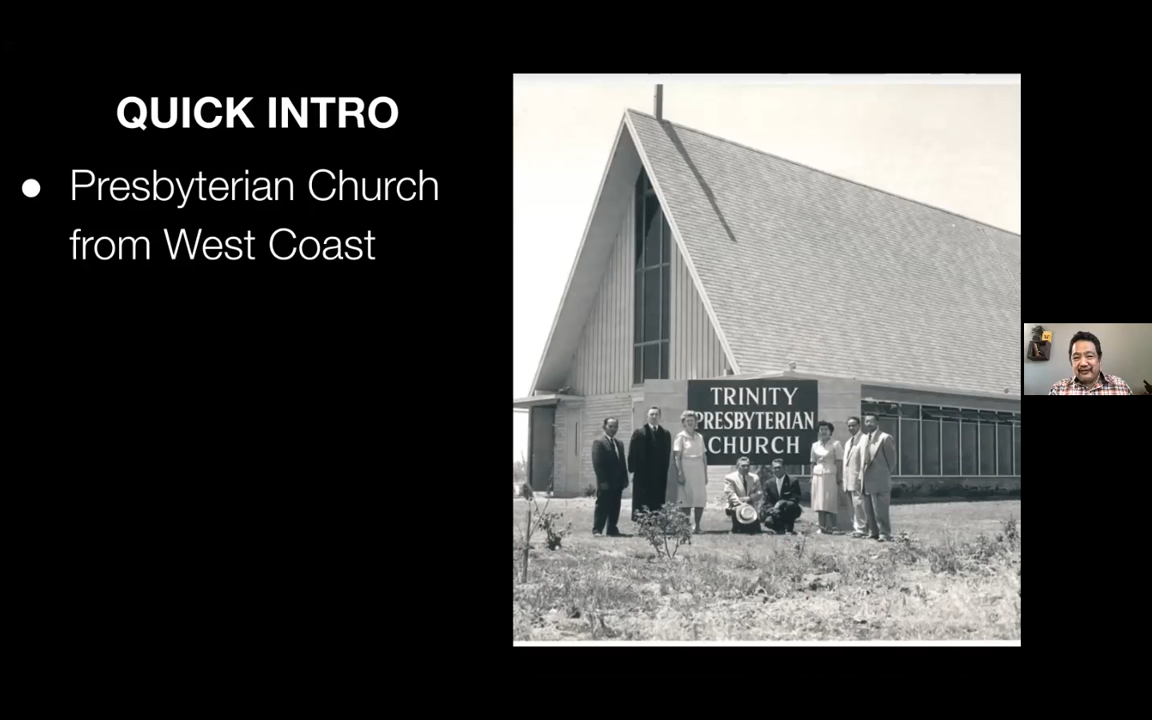 QUICK INTRO
● Presbyterian Church
from West Coast
TRINITY
PRESBYTERIAN
CHURCH